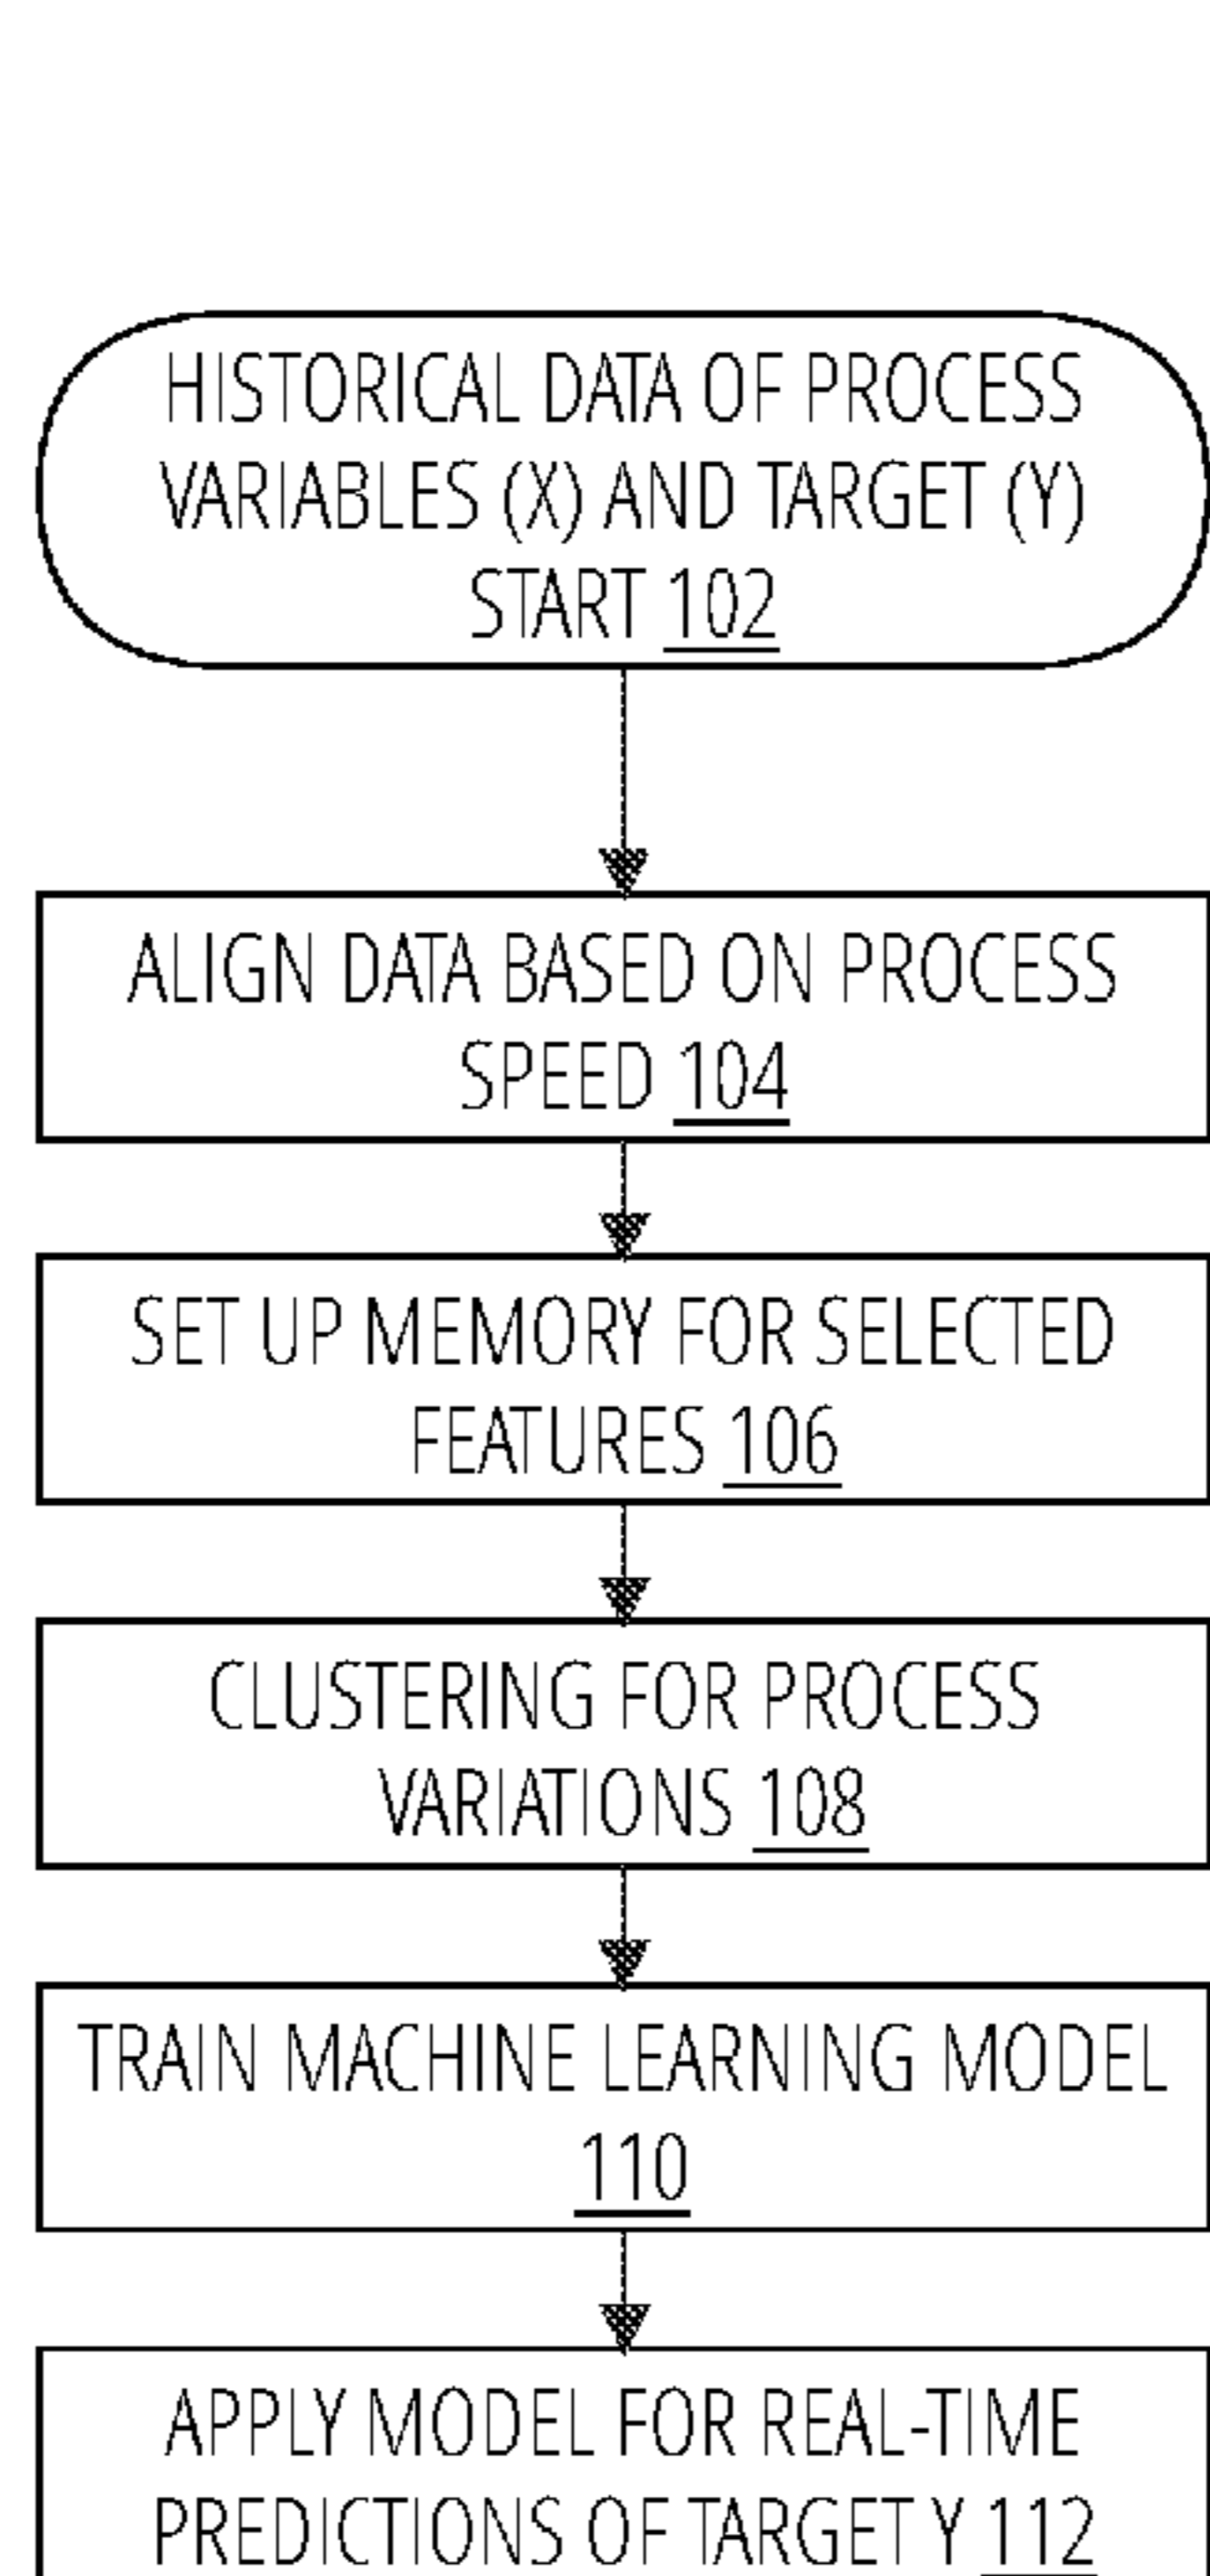 HISTORICAL DATA OF PROCESS
VARIABLES (X) AND TARGET (Y)
START 102
ALIGN DATA BASED ON PROCESS
SPEED 104
SET UP MEMORY FOR SELECTED
FEATURES 106
CLUSTERING FOR PROCESS
VARIATIONS 108
TRAIN MACHINE LEARNING MODEL
110
APPLY MODEL FOR REAL-TIME
PREDICTIONS OF TARGET Y 112